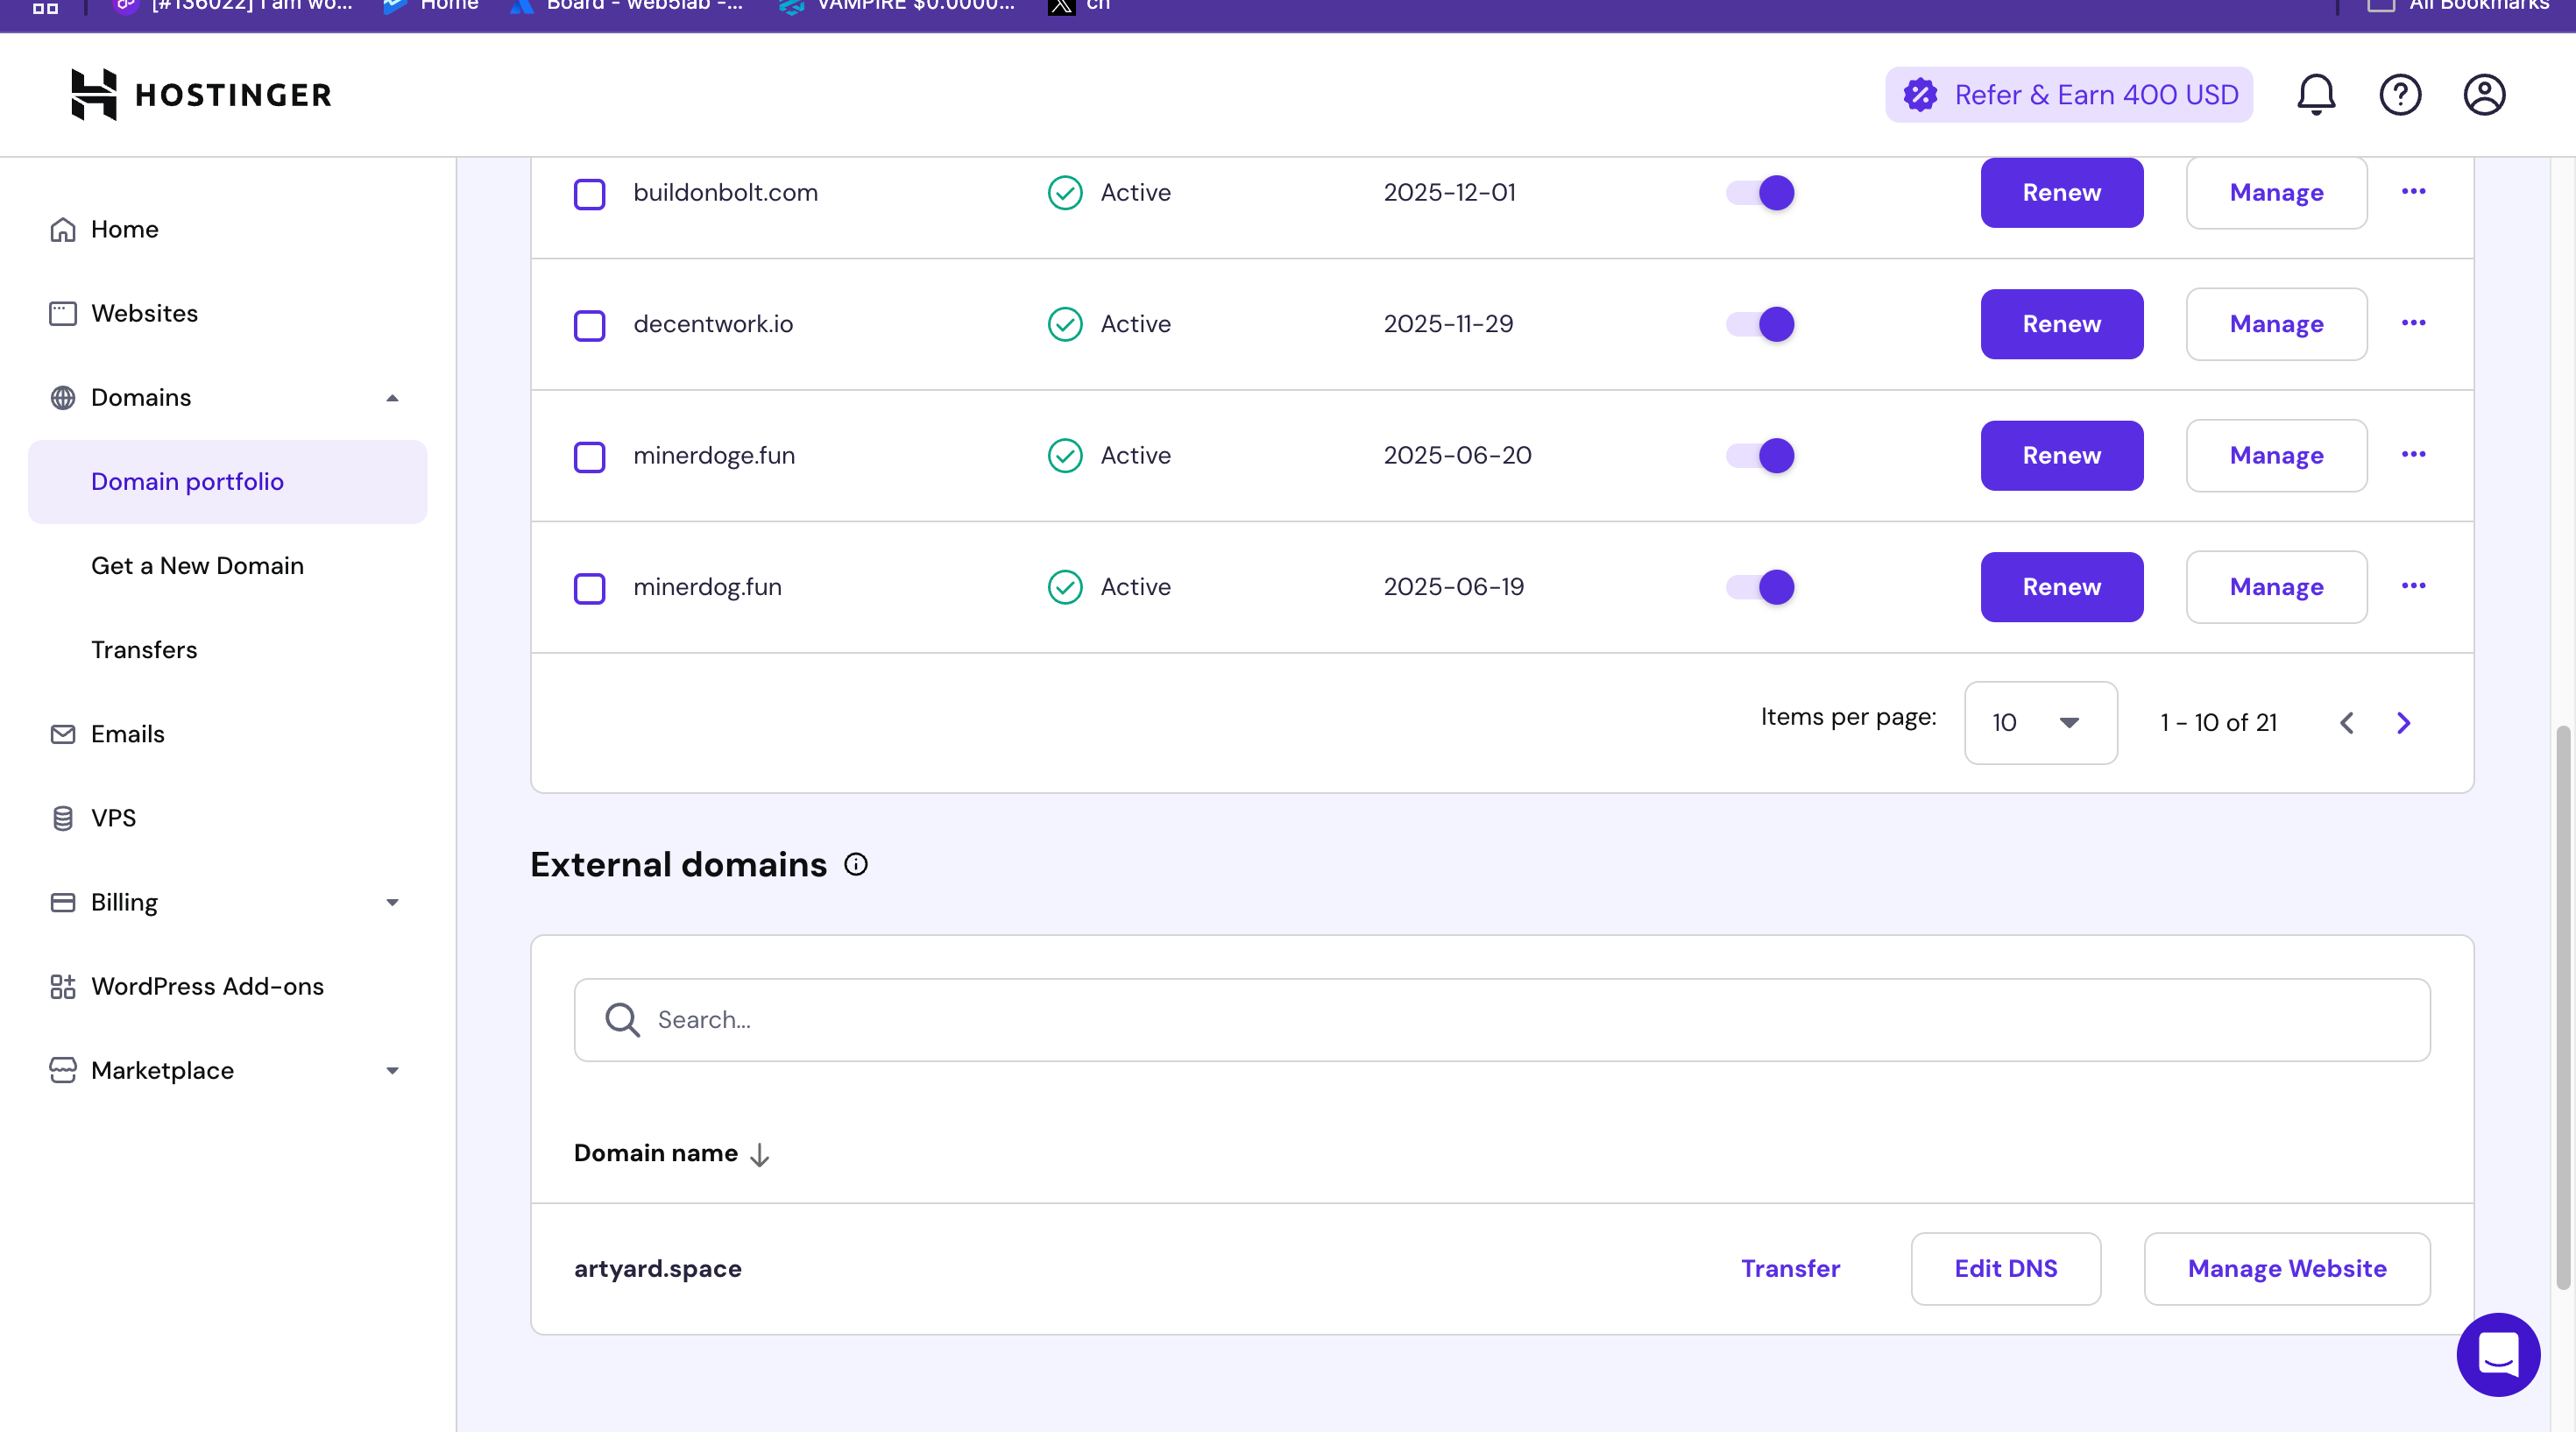 [#136022] I am wo... Home Board - web5lab -... VAMPIRE $0.0000... ch All Bookmarks
HOSTINGER
Refer & Earn 400 USD
Home
Websites
Domains
Domain portfolio
Get a New Domain
Transfers
Emails
VPS
Billing
WordPress Add-ons
Marketplace
buildonbolt.com Active 2025-12-01 Renew Manage
decentwork.io Active 2025-11-29 Renew Manage
minerdoge.fun Active 2025-06-20 Renew Manage
minerdog.fun Active 2025-06-19 Renew Manage
Items per page: 10 1 - 10 of 21
External domains
Search...
Domain name
artyard.space Transfer Edit DNS Manage Website